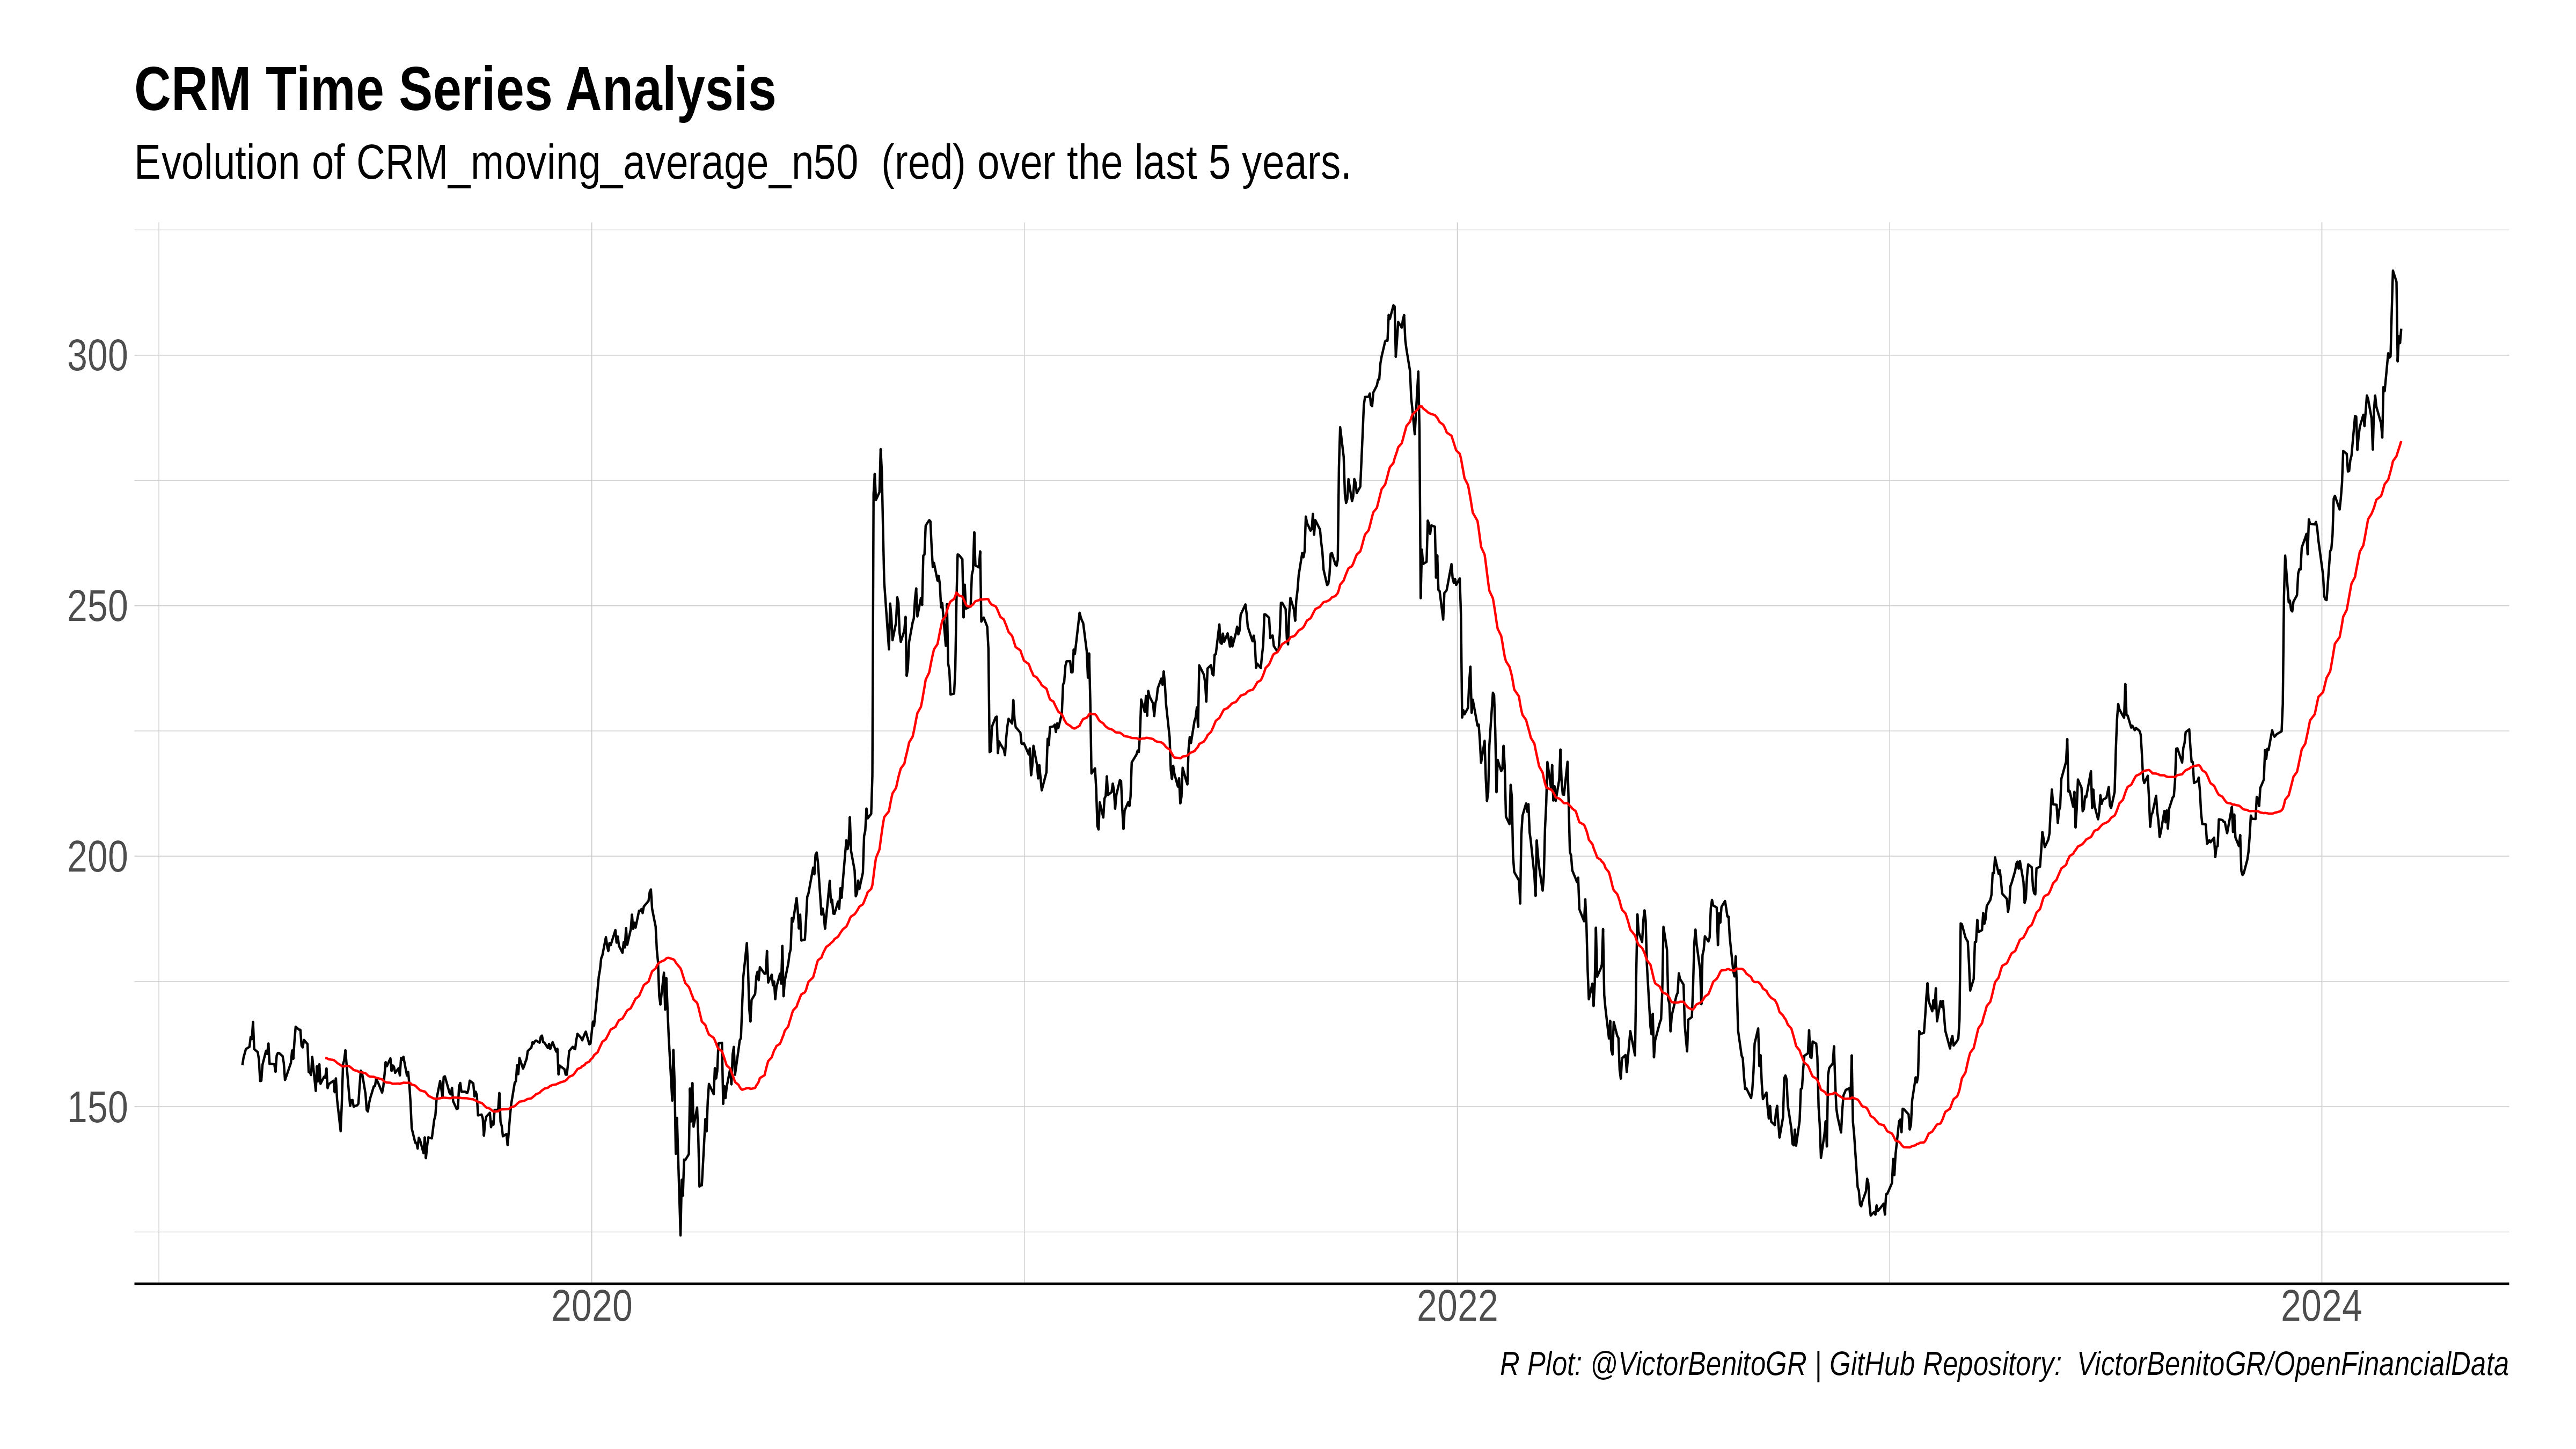 CRM Time Series Analysis
Evolution of CRM_moving_average_n50  (red) over the last 5 years.
300
250
200
150
2020 2022 2024
R Plot: @VictorBenitoGR | GitHub Repository:  VictorBenitoGR/OpenFinancialData